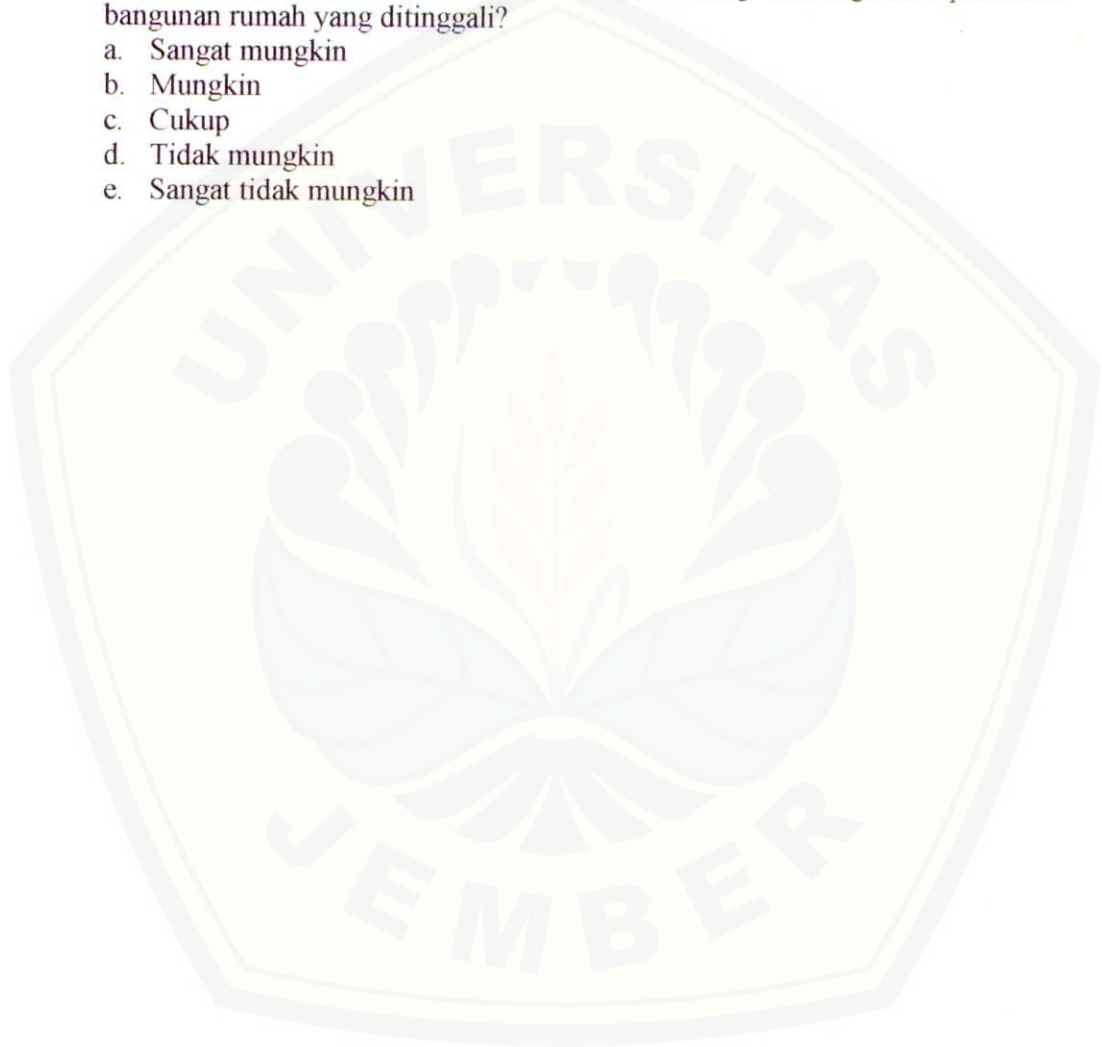 bangunan rumah yang ditinggali?
a. Sangat mungkin
b. Mungkin
c. Cukup
d. Tidak mungkin
e. Sangat tidak mungkin
UNIVERSITAS
JEMBER